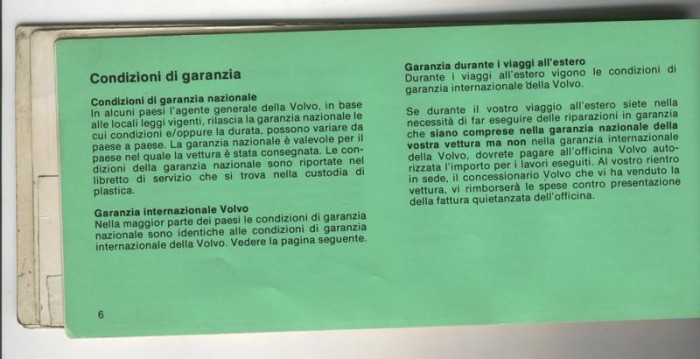 Condizioni di garanzia
Condizioni di garanzia nazionale
In alcuni paesi l'agente generale della Volvo, in base
alle locali leggi vigenti, rilascia la garanzia nazionale le
cui condizioni e/oppure la durata, possono variare da
paese a paese. La garanzia nazionale è valevole per il
paese nel quale la vettura è stata consegnata. Le con-
dizioni della garanzia nazionale sono riportate nel
libretto di servizio che si trova nella custodia di
plastica.
Garanzia internazionale Volvo
Nella maggior parte dei paesi le condizioni di garanzia
nazionale sono identiche alle condizioni di garanzia
internazionale della Volvo. Vedere la pagina seguente.
6
Garanzia durante i viaggi all'estero
Durante i viaggi all'estero vigono le condizioni di
garanzia internazionale della Volvo.
Se durante il vostro viaggio all'estero siete nella
necessità di far eseguire delle riparazioni in garanzia
che siano comprese nella garanzia nazionale della
vostra vettura ma non nella garanzia internazionale
della Volvo, dovrete pagare all'officina Volvo auto-
rizzata l'importo per i lavori eseguiti. Al vostro rientro
in sede, il concessionario Volvo che vi ha venduto la
vettura, vi rimborserà le spese contro presentazione
della fattura quietanzata dell'officina.